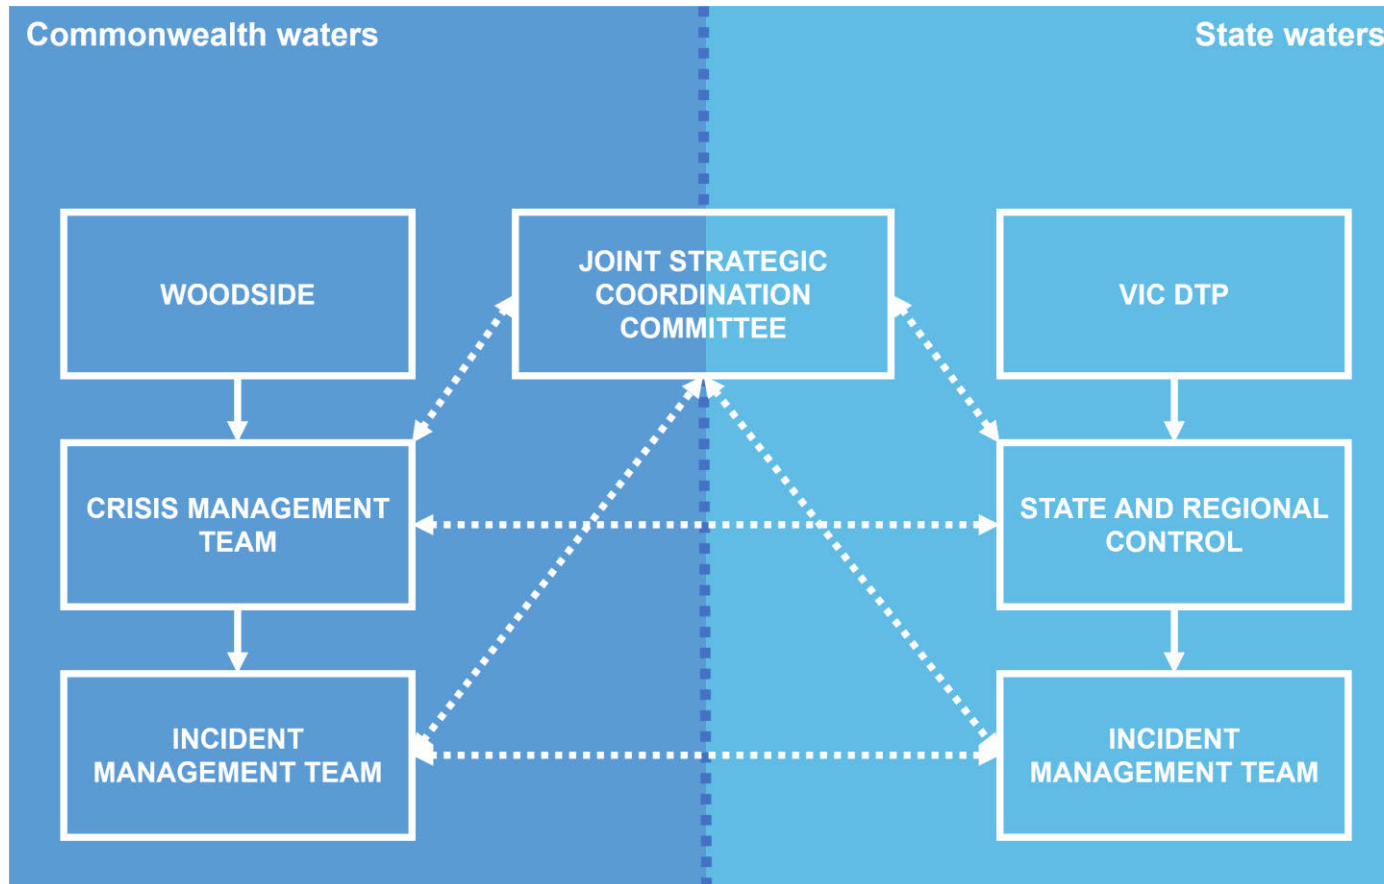 Commonwealth waters
State waters
WOODSIDE
JOINT STRATEGIC
COORDINATION
COMMITTEE
VIC DTP
CRISIS MANAGEMENT
TEAM
STATE AND REGIONAL
CONTROL
INCIDENT
MANAGEMENT TEAM
INCIDENT
MANAGEMENT TEAM